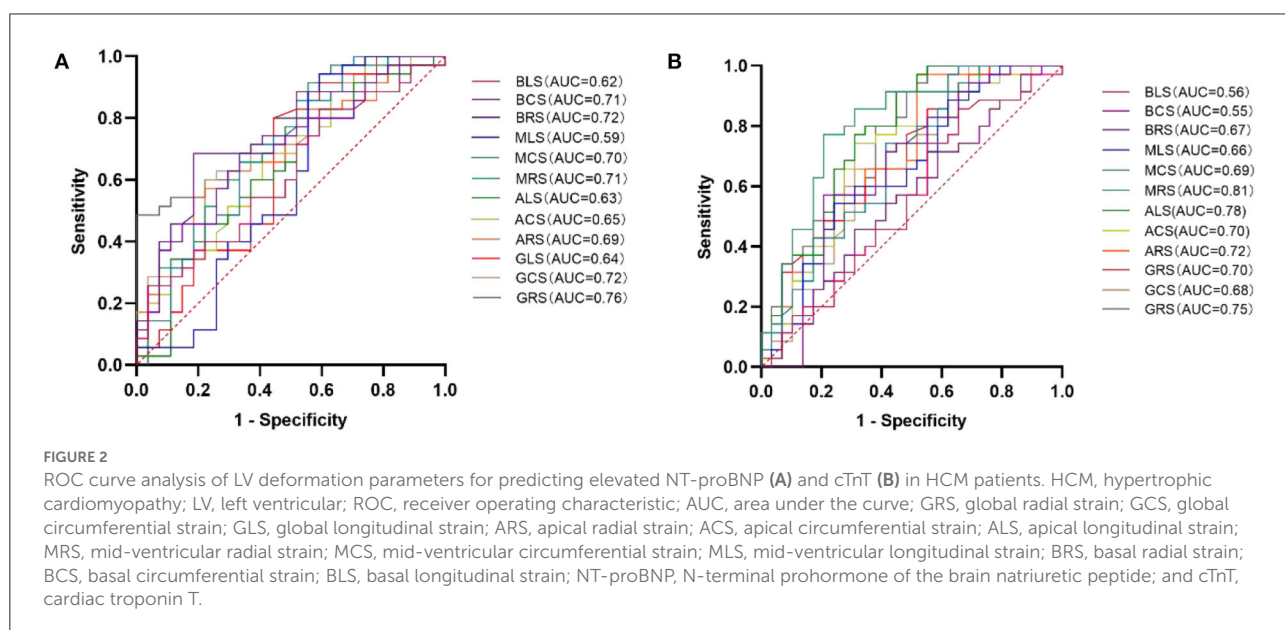 A
1.0
0.8
0.6
0.4
0.2
0.0
Sensitivity
0.0 0.2 0.4 0.6 0.8 1.0
1 - Specificity
BLS(AUC=0.62)
BCS(AUC=0.71)
BRS(AUC=0.72)
MLS(AUC=0.59)
MCS(AUC=0.70)
MRS(AUC=0.71)
ALS(AUC=0.63)
ACS(AUC=0.65)
ARS(AUC=0.69)
GLS(AUC=0.64)
GCS(AUC=0.72)
GRS(AUC=0.76)
B
1.0
0.8
0.6
0.4
0.2
0.0
Sensitivity
0.0 0.2 0.4 0.6 0.8 1.0
1 - Specificity
BLS(AUC=0.56)
BCS(AUC=0.55)
BRS(AUC=0.67)
MLS(AUC=0.66)
MCS(AUC=0.69)
MRS(AUC=0.81)
ALS(AUC=0.78)
ACS(AUC=0.70)
ARS(AUC=0.72)
GRS(AUC=0.70)
GCS(AUC=0.68)
GRS(AUC=0.75)
FIGURE 2
ROC curve analysis of LV deformation parameters for predicting elevated NT-proBNP (A) and cTnT (B) in HCM patients. HCM, hypertrophic
cardiomyopathy; LV, left ventricular; ROC, receiver operating characteristic; AUC, area under the curve; GRS, global radial strain; GCS, global
circumferential strain; GLS, global longitudinal strain; ARS, apical radial strain; ACS, apical circumferential strain; ALS, apical longitudinal strain;
MRS, mid-ventricular radial strain; MCS, mid-ventricular circumferential strain; MLS, mid-ventricular longitudinal strain; BRS, basal radial strain;
BCS, basal circumferential strain; BLS, basal longitudinal strain; NT-proBNP, N-terminal prohormone of the brain natriuretic peptide; and cTnT,
cardiac troponin T.